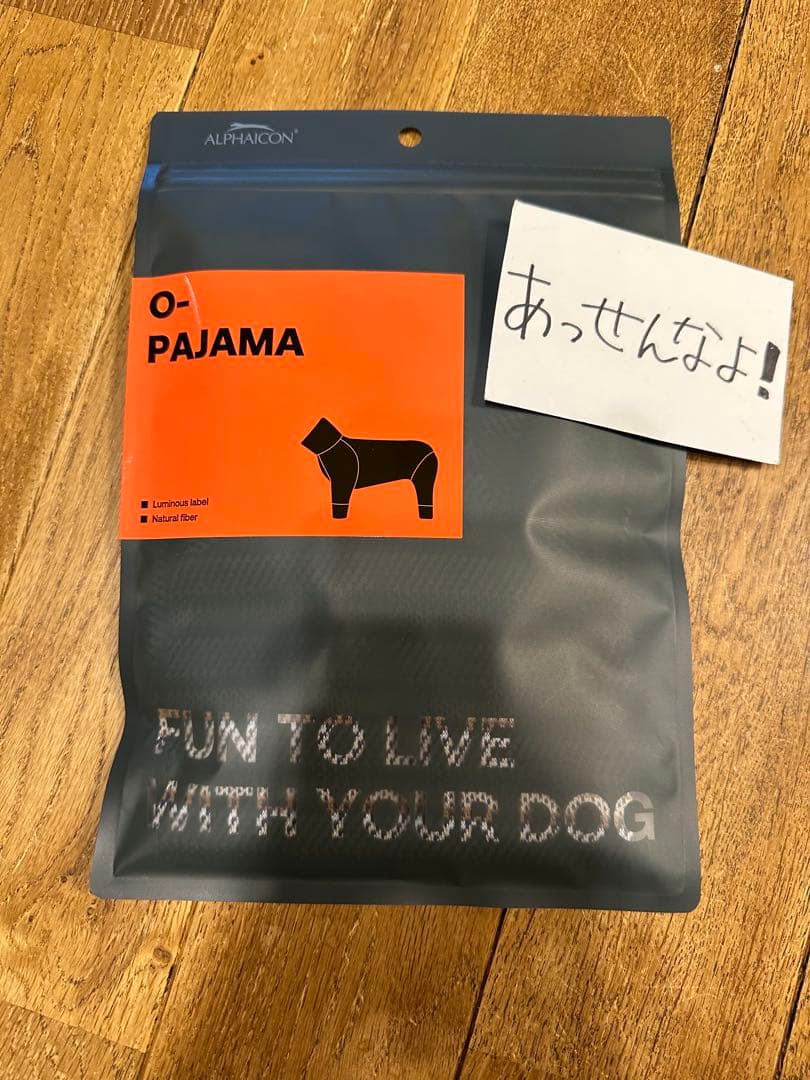 ALPHAICON®
O-
PAJAMA
■ Luminous label
■ Natural fiber
あっせんなよ!
FUN TO LIVE
WITH YOUR DOG